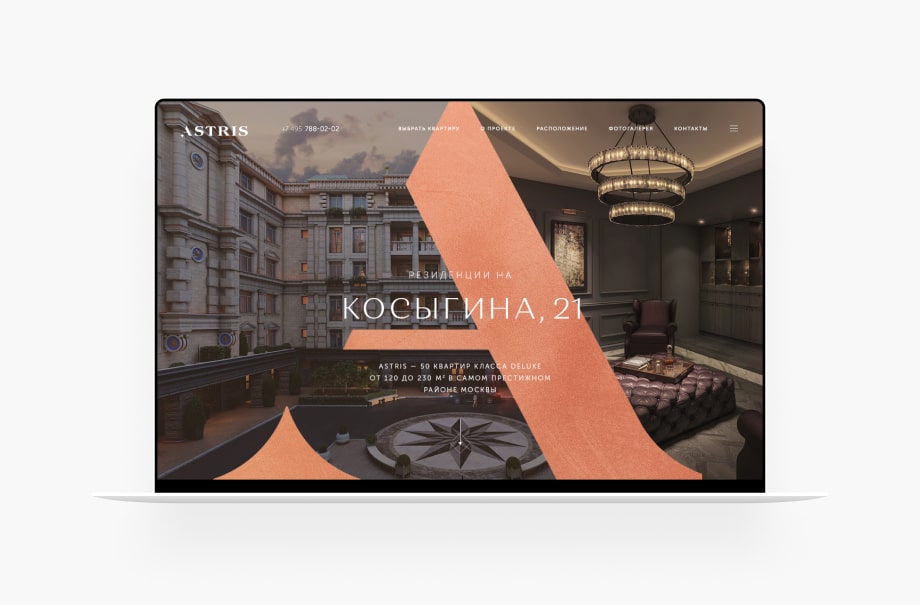 ASTRIS
+7 495 788-02-02
ВЫБРАТЬ КВАРТИРУ
О ПРОЕКТЕ
РАСПОЛОЖЕНИЕ
ФОТОГАЛЕРЕЯ
КОНТАКТЫ
РЕЗИДЕНЦИИ НА
КОСЫГИНА, 21
ASTRIS — 50 КВАРТИР КЛАССА DELUXE
ОТ 120 ДО 230 М² В САМОМ ПРЕСТИЖНОМ
РАЙОНЕ МОСКВЫ